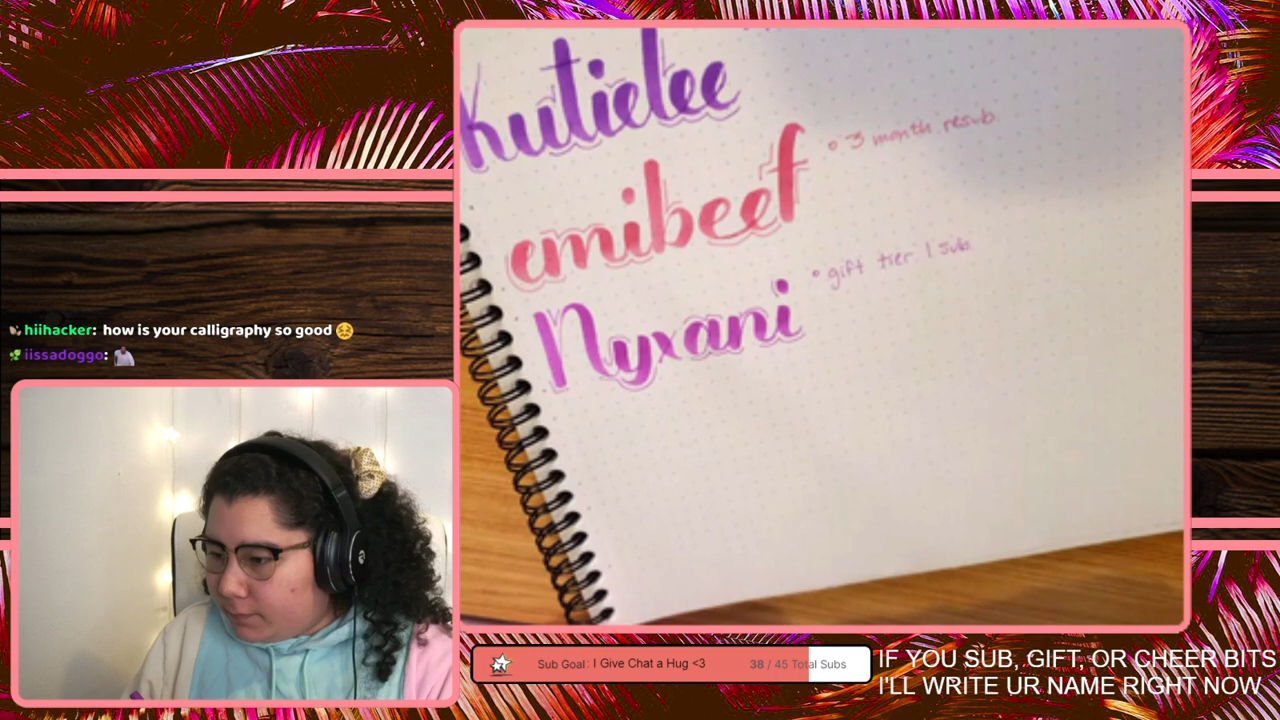 Kutielee
emibeef
• 3 month resub
Nyxani
• gift tier 1 sub
hiihacker: how is your calligraphy so good 😣
iissadoggo:
Sub Goal: I Give Chat a Hug <3 38 / 45 Total Subs
IF YOU SUB, GIFT, OR CHEER BITS
I'LL WRITE UR NAME RIGHT NOW